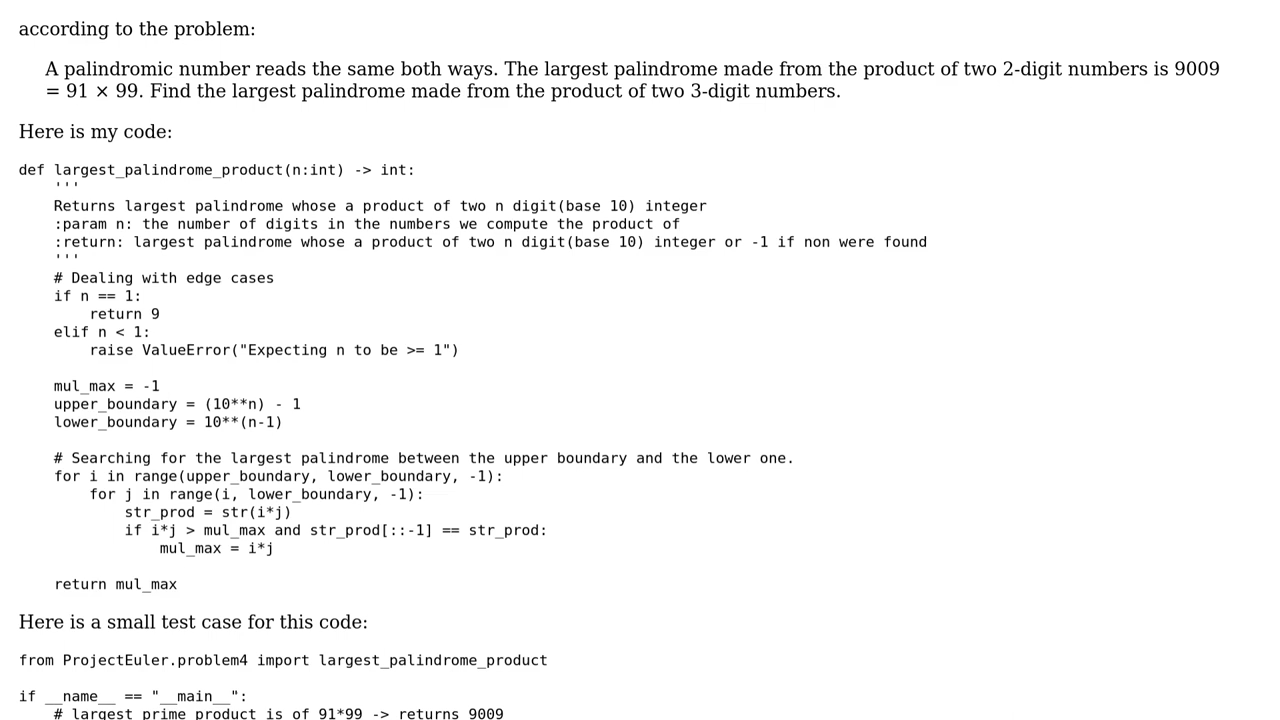 according to the problem:
A palindromic number reads the same both ways. The largest palindrome made from the product of two 2-digit numbers is 9009
= 91 × 99. Find the largest palindrome made from the product of two 3-digit numbers.
Here is my code:
def largest_palindrome_product(n:int) -> int:
    '''
    Returns largest palindrome whose a product of two n digit(base 10) integer
    :param n: the number of digits in the numbers we compute the product of
    :return: largest palindrome whose a product of two n digit(base 10) integer or -1 if non were found
    '''
    # Dealing with edge cases
    if n == 1:
        return 9
    elif n < 1:
        raise ValueError("Expecting n to be >= 1")
    mul_max = -1
    upper_boundary = (10**n) - 1
    lower_boundary = 10**(n-1)
    # Searching for the largest palindrome between the upper boundary and the lower one.
    for i in range(upper_boundary, lower_boundary, -1):
        for j in range(i, lower_boundary, -1):
            str_prod = str(i*j)
            if i*j > mul_max and str_prod[::-1] == str_prod:
                mul_max = i*j
    return mul_max
Here is a small test case for this code:
from ProjectEuler.problem4 import largest_palindrome_product
if __name__ == "__main__":
    # largest prime product is of 91*99 -> returns 9009